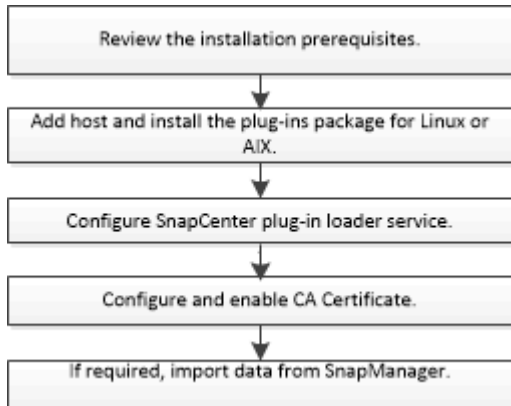 Review the installation prerequisites.
Add host and install the plug-ins package for Linux or
AIX.
Configure SnapCenter plug-in loader service.
Configure and enable CA Certificate.
If required, import data from SnapManager.